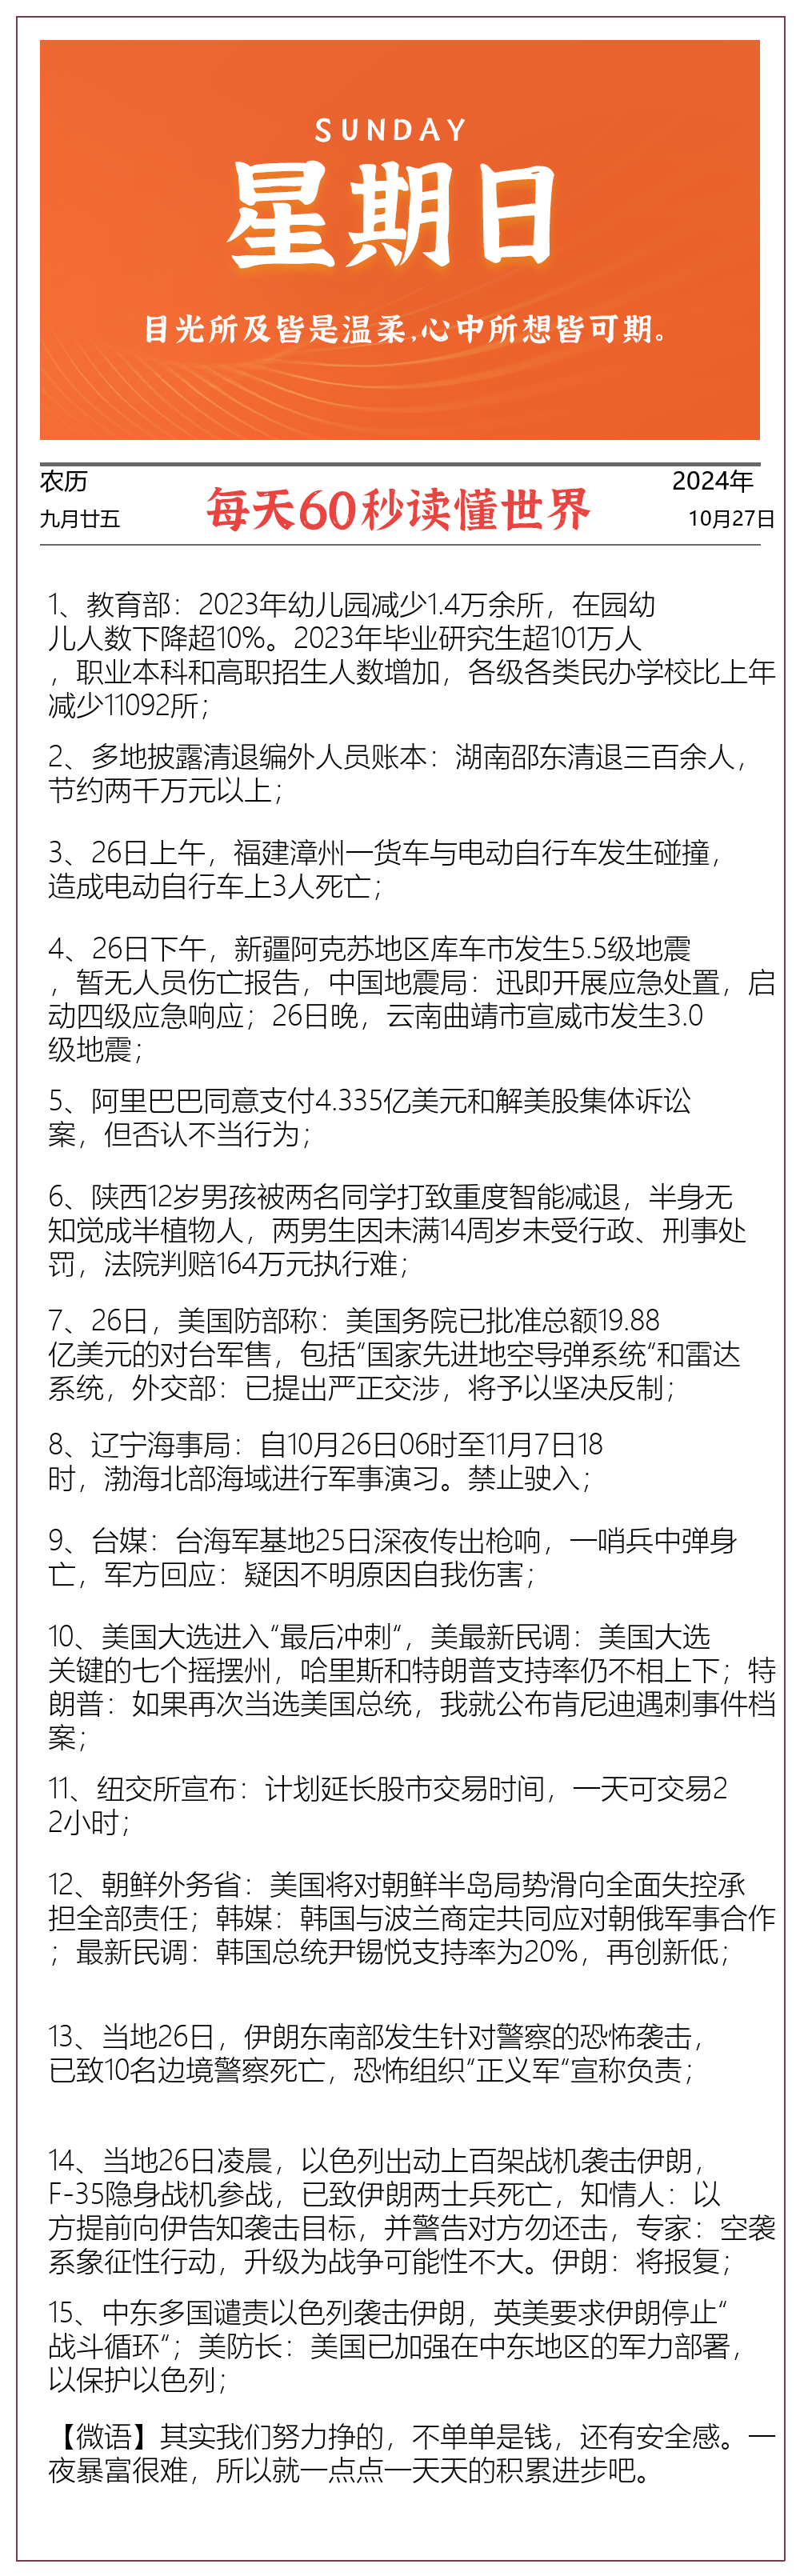 SUNDAY
星期日
目光所及皆是温柔,心中所想皆可期。
农历
九月廿五
每天60秒读懂世界
2024年
10月27日
1、教育部：2023年幼儿园减少1.4万余所，在园幼
儿人数下降超10%。2023年毕业研究生超101万人
，职业本科和高职招生人数增加，各级各类民办学校比上年
减少11092所；
2、多地披露清退编外人员账本：湖南邵东清退三百余人，
节约两千万元以上；
3、26日上午，福建漳州一货车与电动自行车发生碰撞，
造成电动自行车上3人死亡；
4、26日下午，新疆阿克苏地区库车市发生5.5级地震
，暂无人员伤亡报告，中国地震局：迅即开展应急处置，启
动四级应急响应；26日晚，云南曲靖市宣威市发生3.0
级地震；
5、阿里巴巴同意支付4.335亿美元和解美股集体诉讼
案，但否认不当行为；
6、陕西12岁男孩被两名同学打致重度智能减退，半身无
知觉成半植物人，两男生因未满14周岁未受行政、刑事处
罚，法院判赔164万元执行难；
7、26日，美国防部称：美国务院已批准总额19.88
亿美元的对台军售，包括“国家先进地空导弹系统“和雷达
系统，外交部：已提出严正交涉，将予以坚决反制；
8、辽宁海事局：自10月26日06时至11月7日18
时，渤海北部海域进行军事演习。禁止驶入；
9、台媒：台海军基地25日深夜传出枪响，一哨兵中弹身
亡，军方回应：疑因不明原因自我伤害；
10、美国大选进入“最后冲刺“，美最新民调：美国大选
关键的七个摇摆州，哈里斯和特朗普支持率仍不相上下；特
朗普：如果再次当选美国总统，我就公布肯尼迪遇刺事件档
案；
11、纽交所宣布：计划延长股市交易时间，一天可交易2
2小时；
12、朝鲜外务省：美国将对朝鲜半岛局势滑向全面失控承
担全部责任；韩媒：韩国与波兰商定共同应对朝俄军事合作
；最新民调：韩国总统尹锡悦支持率为20%，再创新低；
13、当地26日，伊朗东南部发生针对警察的恐怖袭击，
已致10名边境警察死亡，恐怖组织“正义军“宣称负责；
14、当地26日凌晨，以色列出动上百架战机袭击伊朗，
F-35隐身战机参战，已致伊朗两士兵死亡，知情人：以
方提前向伊告知袭击目标，并警告对方勿还击，专家：空袭
系象征性行动，升级为战争可能性不大。伊朗：将报复；
15、中东多国谴责以色列袭击伊朗，英美要求伊朗停止“
战斗循环“；美防长：美国已加强在中东地区的军力部署，
以保护以色列；
【微语】其实我们努力挣的，不单单是钱，还有安全感。一
夜暴富很难，所以就一点点一天天的积累进步吧。